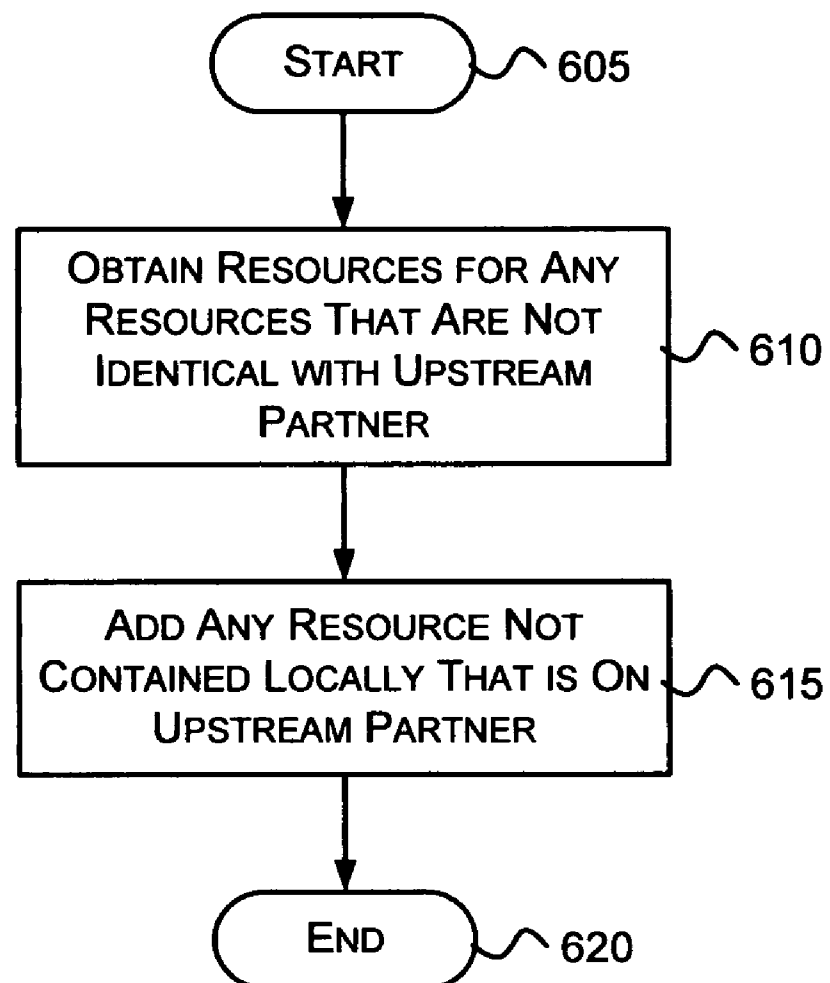 START
605
OBTAIN RESOURCES FOR ANY
RESOURCES THAT ARE NOT
IDENTICAL WITH UPSTREAM
PARTNER
610
ADD ANY RESOURCE NOT
CONTAINED LOCALLY THAT IS ON
UPSTREAM PARTNER
615
END
620